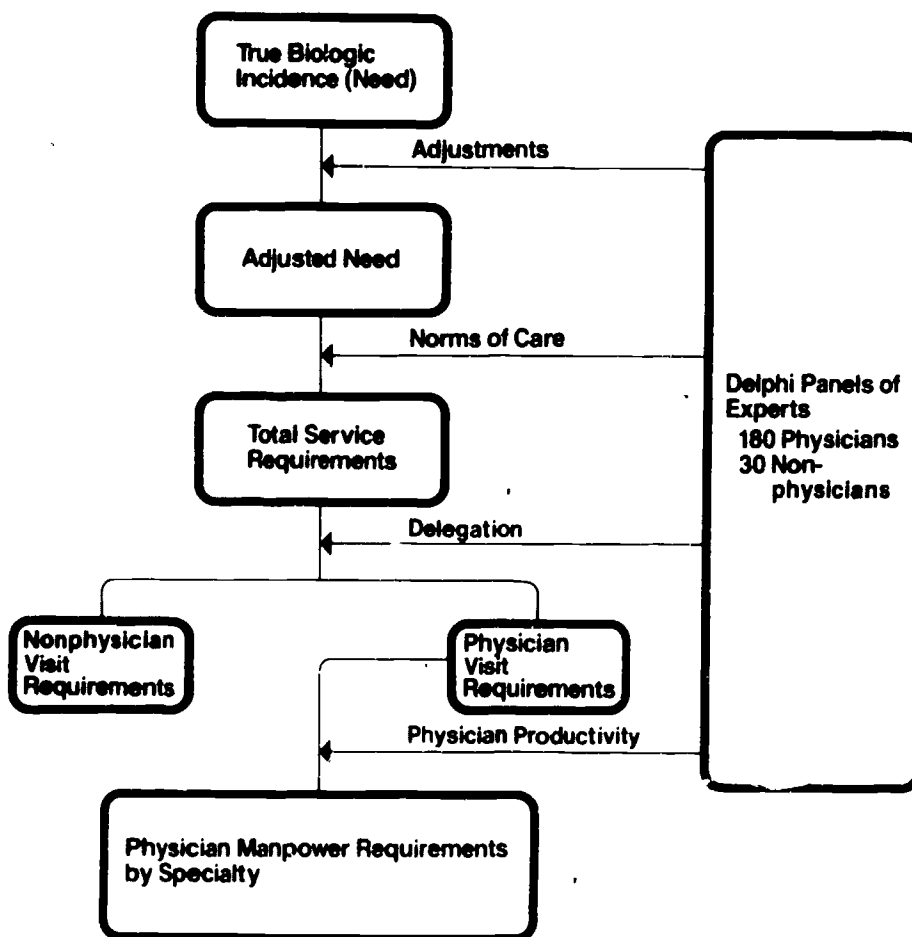 True Biologic
Incidence (Need)
Adjustments
Adjusted Need
Norms of Care
Delphi Panels of
Experts
180 Physicians
30 Non-
physicians
Total Service
Requirements
Delegation
Nonphysician
Visit
Requirements
Physician
Visit
Requirements
Physician Productivity
Physician Manpower Requirements
by Specialty